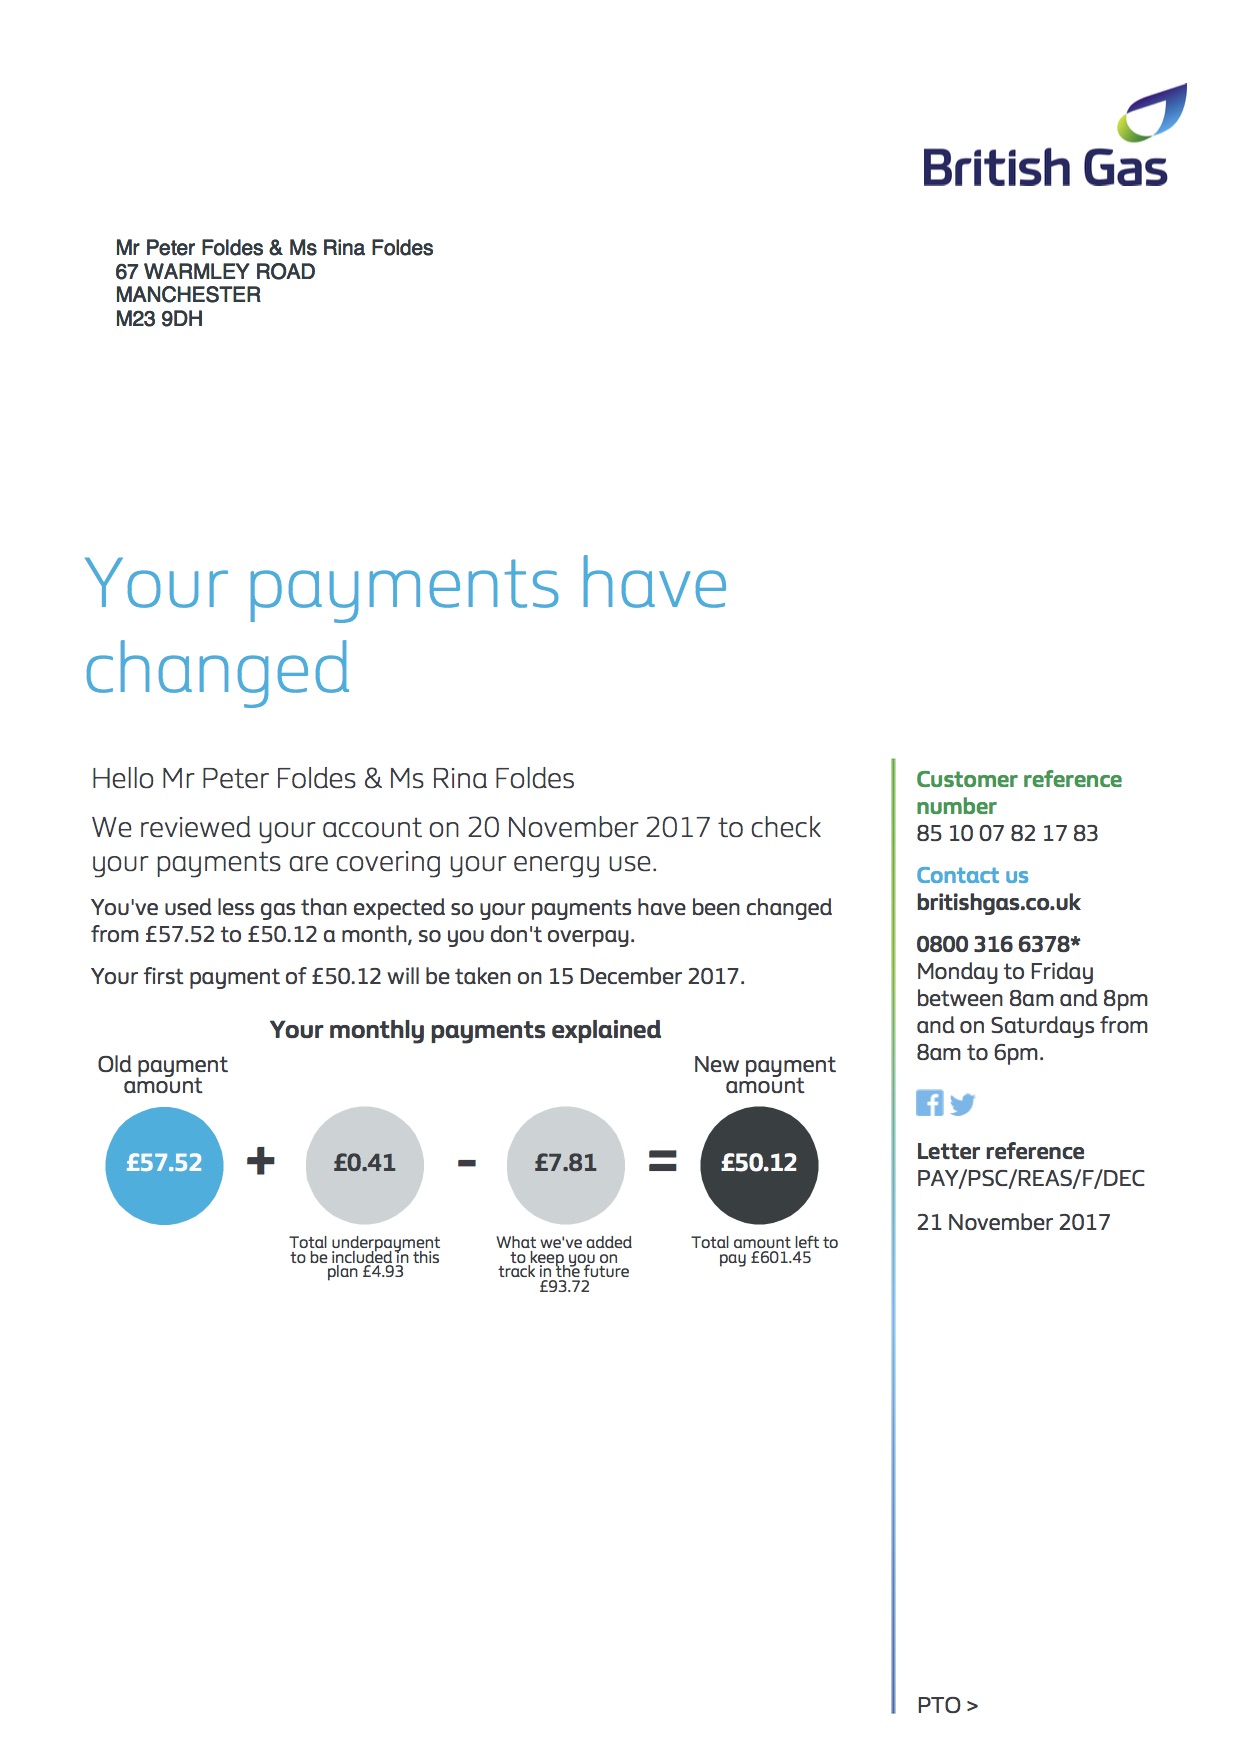 British Gas
Mr Peter Foldes & Ms Rina Foldes
67 WARMLEY ROAD
MANCHESTER
M23 9DH
Your payments have
changed
Hello Mr Peter Foldes & Ms Rina Foldes
We reviewed your account on 20 November 2017 to check
your payments are covering your energy use.
You've used less gas than expected so your payments have been changed
from £57.52 to £50.12 a month, so you don't overpay.
Your first payment of £50.12 will be taken on 15 December 2017.
Your monthly payments explained
Old payment
amount
£57.52
+
£0.41
Total underpayment
to be included in this
plan £4.93
-
£7.81
What we've added
to keep you on
track in the future
£93.72
=
New payment
amount
£50.12
Total amount left to
pay £601.45
Customer reference
number
85 10 07 82 17 83
Contact us
britishgas.co.uk
0800 316 6378*
Monday to Friday
between 8am and 8pm
and on Saturdays from
8am to 6pm.
Letter reference
PAY/PSC/REAS/F/DEC
21 November 2017
PTO >